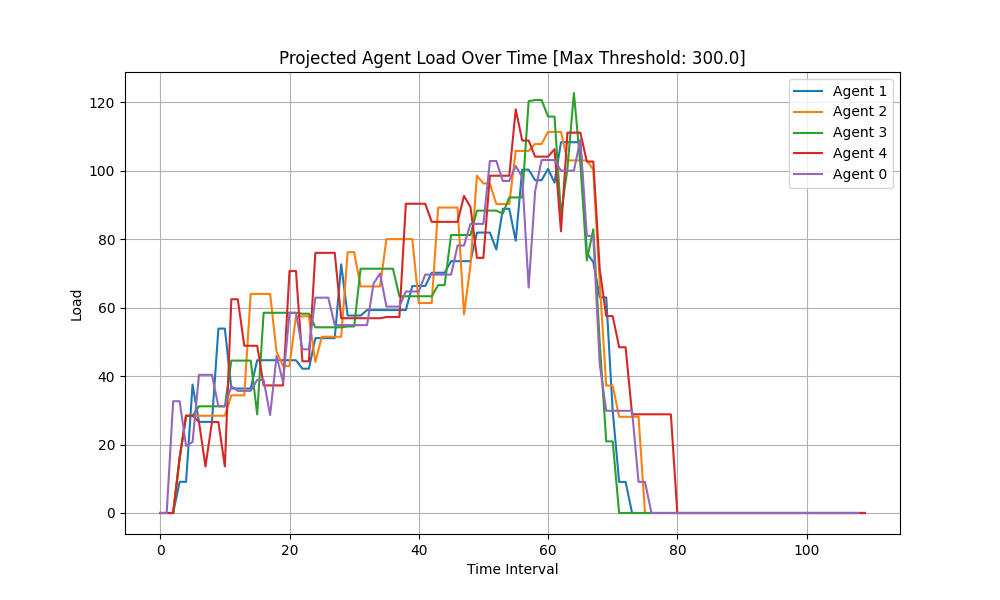 Projected Agent Load Over Time [Max Threshold: 300.0]
Agent 1
Agent 2
Agent 3
Agent 4
Agent 0
Load
120
100
80
60
40
20
0
0 20 40 60 80 100
Time Interval